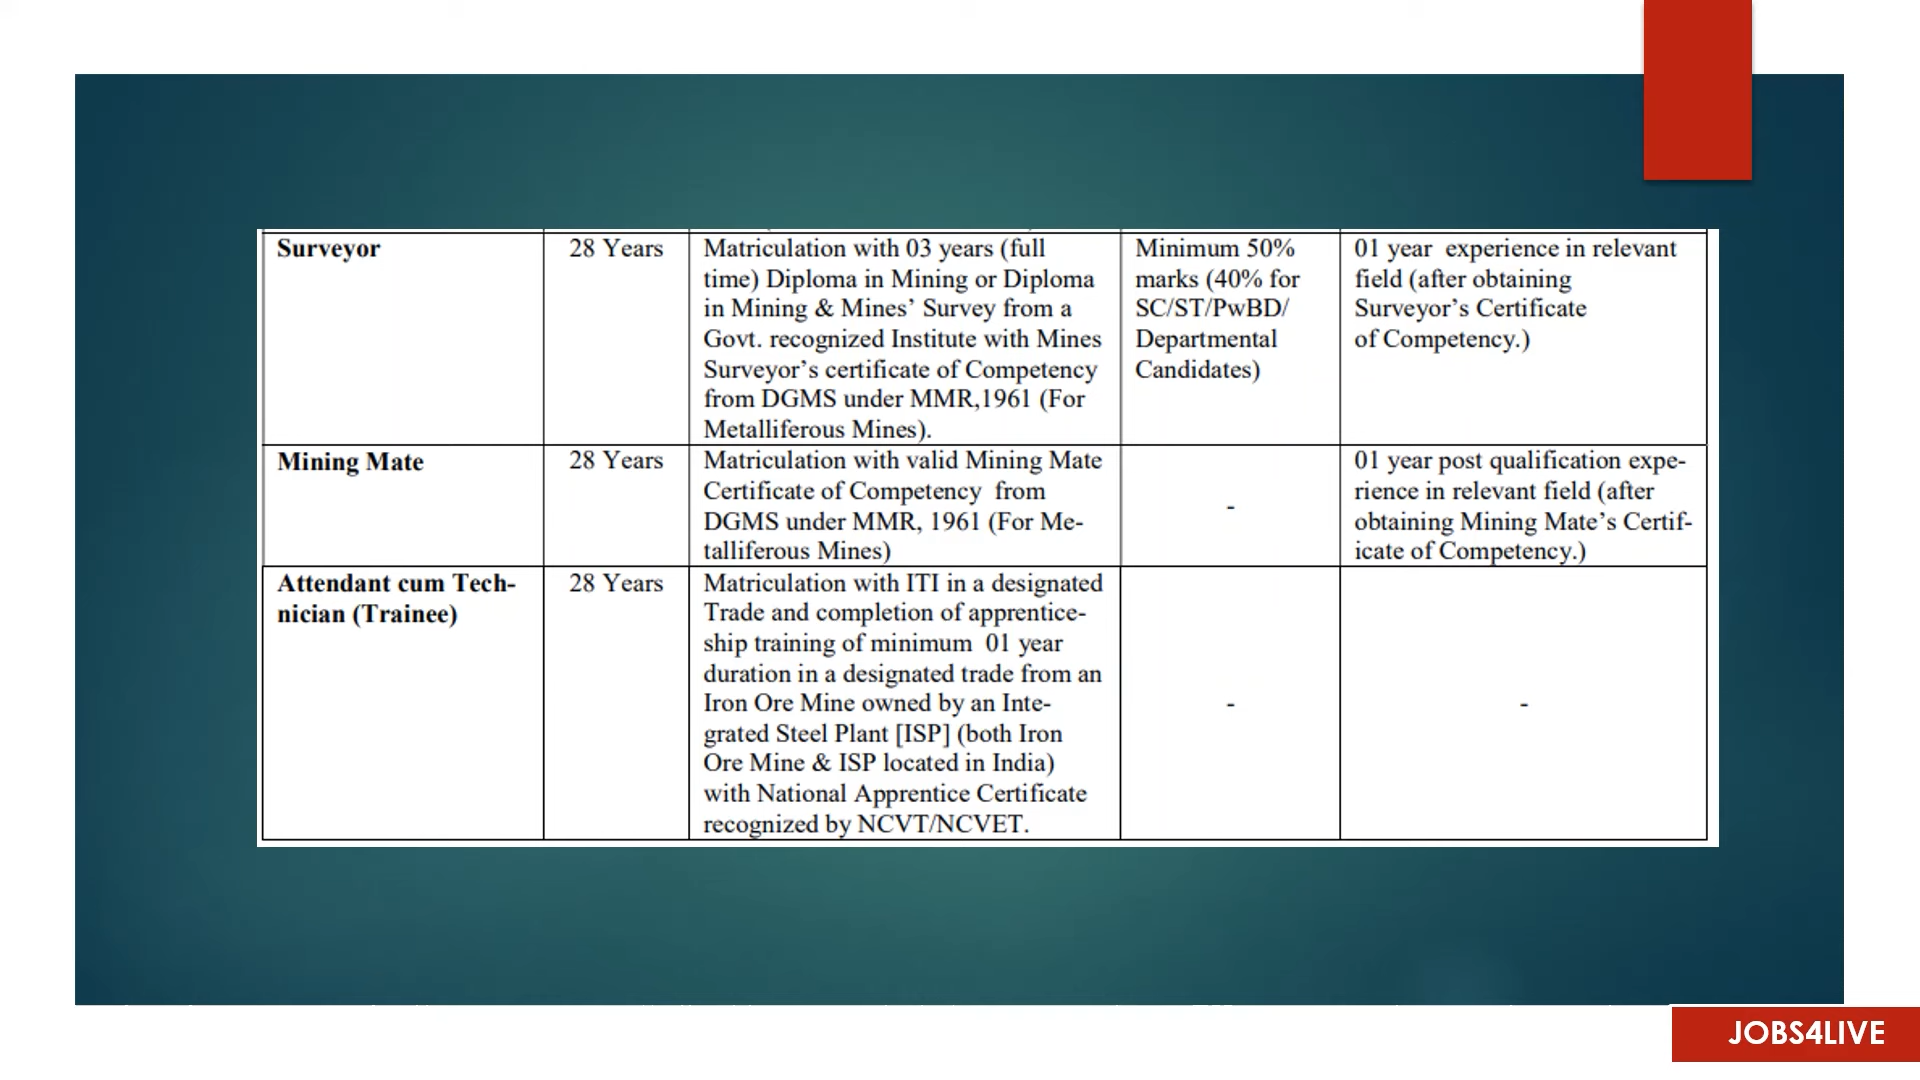 Surveyor
28 Years
Matriculation with 03 years (full
time) Diploma in Mining or Diploma
in Mining & Mines’ Survey from a
Govt. recognized Institute with Mines
Surveyor’s certificate of Competency
from DGMS under MMR,1961 (For
Metalliferous Mines).
Minimum 50%
marks (40% for
SC/ST/PwBD/
Departmental
Candidates)
01 year experience in relevant
field (after obtaining
Surveyor’s Certificate
of Competency.)
Mining Mate
28 Years
Matriculation with valid Mining Mate
Certificate of Competency from
DGMS under MMR, 1961 (For Me-
talliferous Mines)
-
01 year post qualification expe-
rience in relevant field (after
obtaining Mining Mate’s Certif-
icate of Competency.)
Attendant cum Tech-
nician (Trainee)
28 Years
Matriculation with ITI in a designated
Trade and completion of apprentice-
ship training of minimum 01 year
duration in a designated trade from an
Iron Ore Mine owned by an Inte-
grated Steel Plant [ISP] (both Iron
Ore Mine & ISP located in India)
with National Apprentice Certificate
recognized by NCVT/NCVET.
-
-
JOBS4LIVE